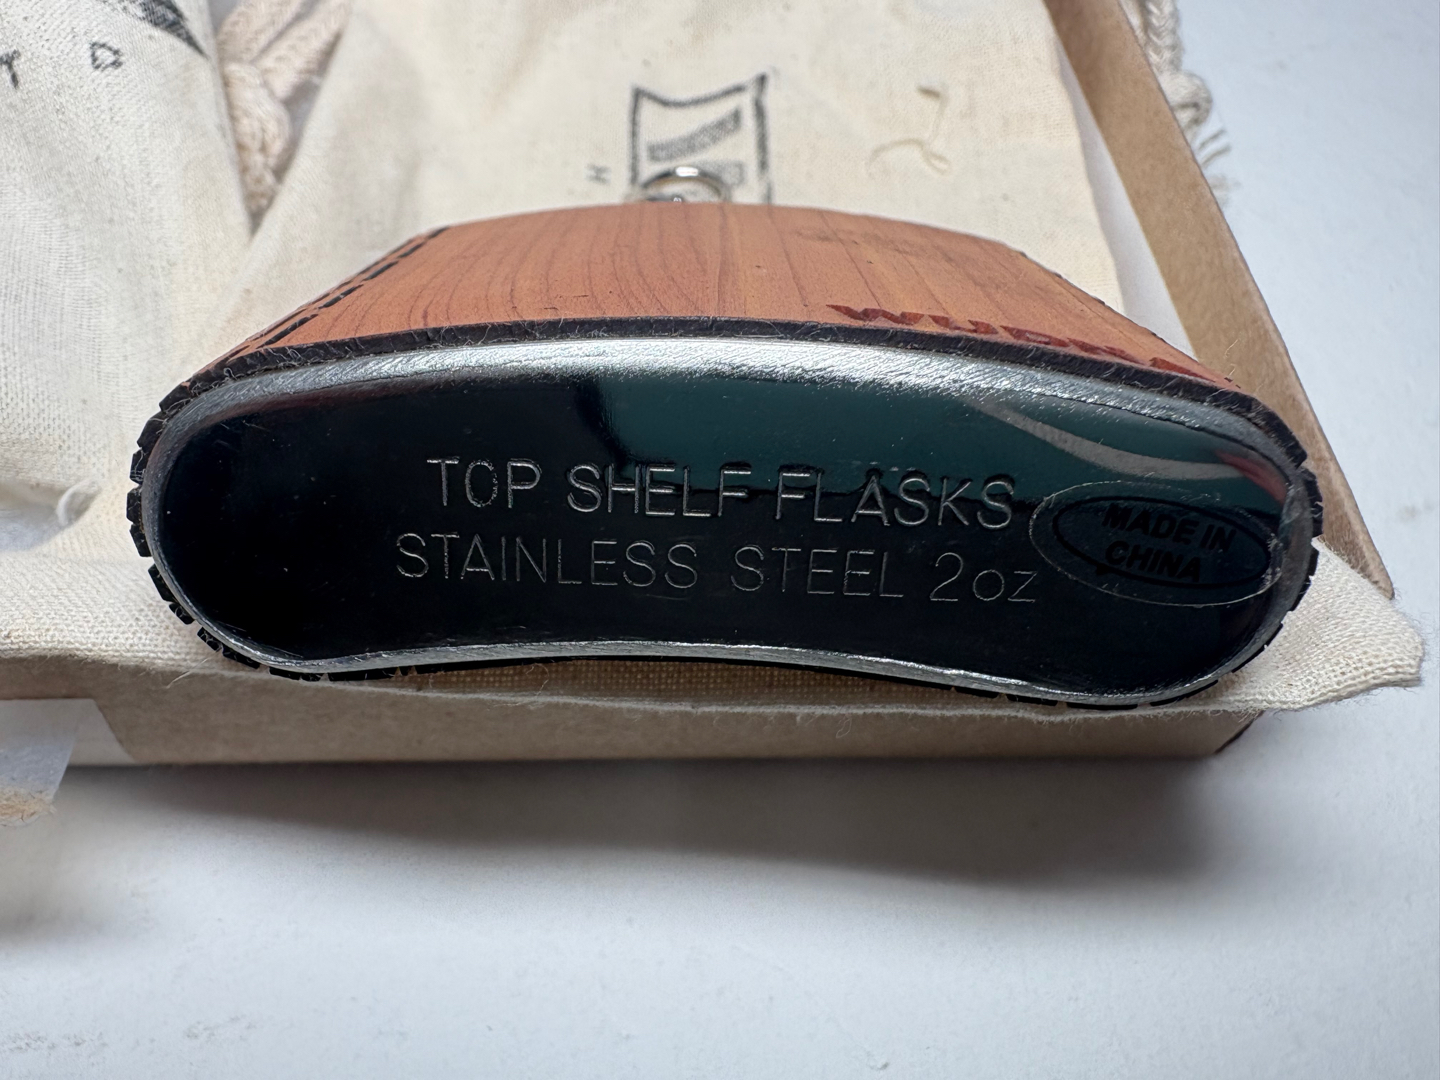 T O
H
TOP SHELF FLASKS
STAINLESS STEEL 2oz
MADE IN
CHINA